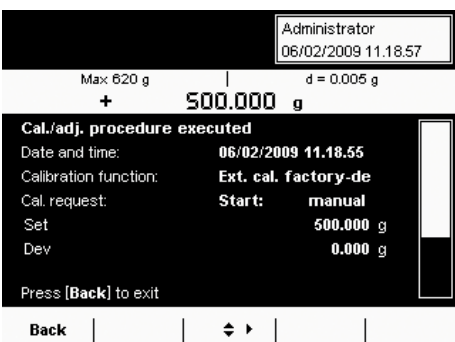 Administrator
06/02/2009 11.18.57
Max 620 g d = 0.005 g
+ 500.000 g
Cal./adj. procedure executed
Date and time: 06/02/2009 11.18.55
Calibration function: Ext. cal. factory-de
Cal. request: Start: manual
Set 500.000 g
Dev 0.000 g
Press [Back] to exit
Back